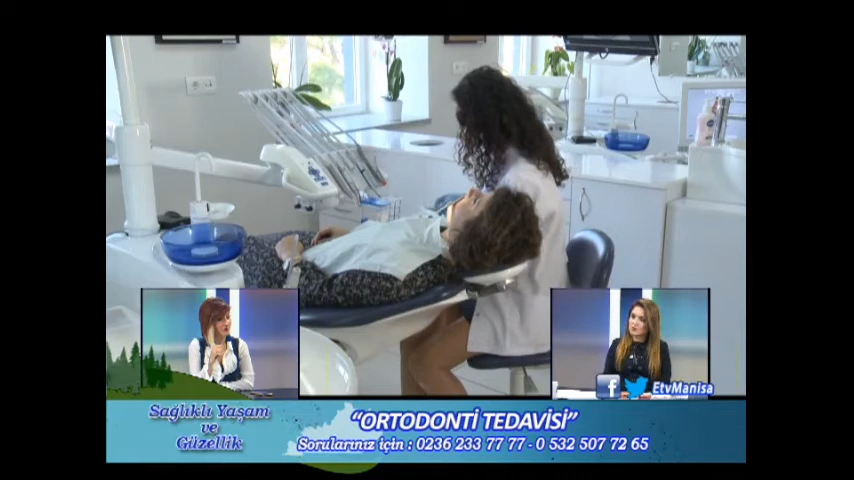 EtvManisa
Sağlıklı Yaşam
ve
Güzellik
“ORTODONTİ TEDAVİSİ”
Sorularınız için : 0236 233 77 77 - 0 532 507 72 65